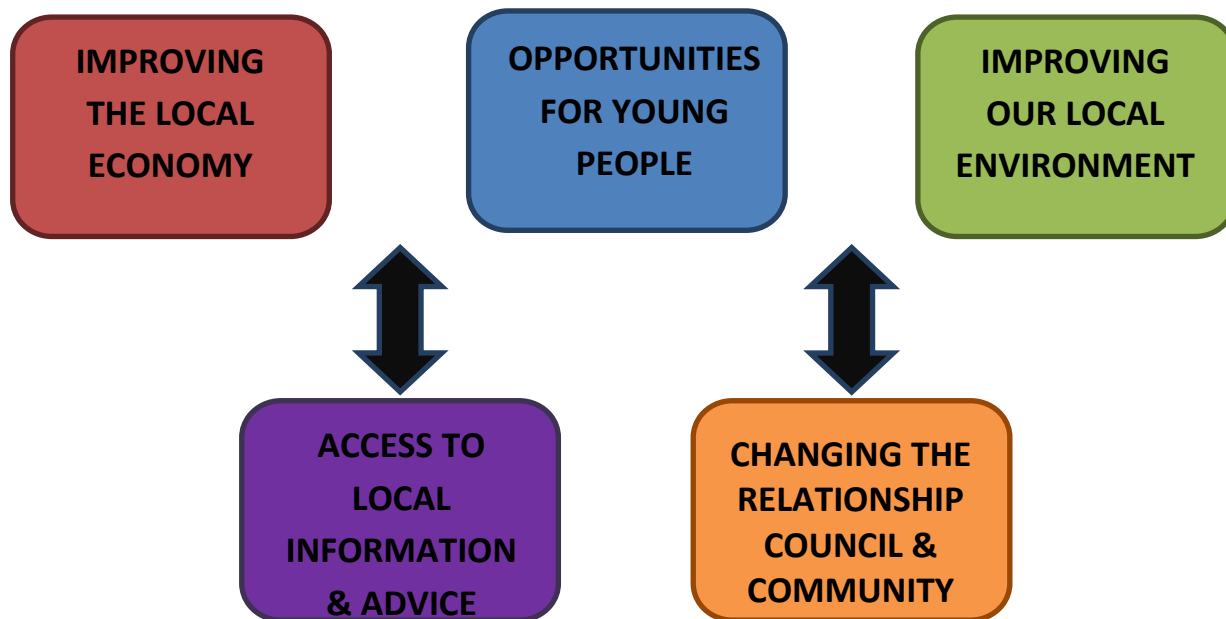 IMPROVING
THE LOCAL
ECONOMY
OPPORTUNITIES
FOR YOUNG
PEOPLE
IMPROVING
OUR LOCAL
ENVIRONMENT
ACCESS TO
LOCAL
INFORMATION
& ADVICE
CHANGING THE
RELATIONSHIP
COUNCIL &
COMMUNITY